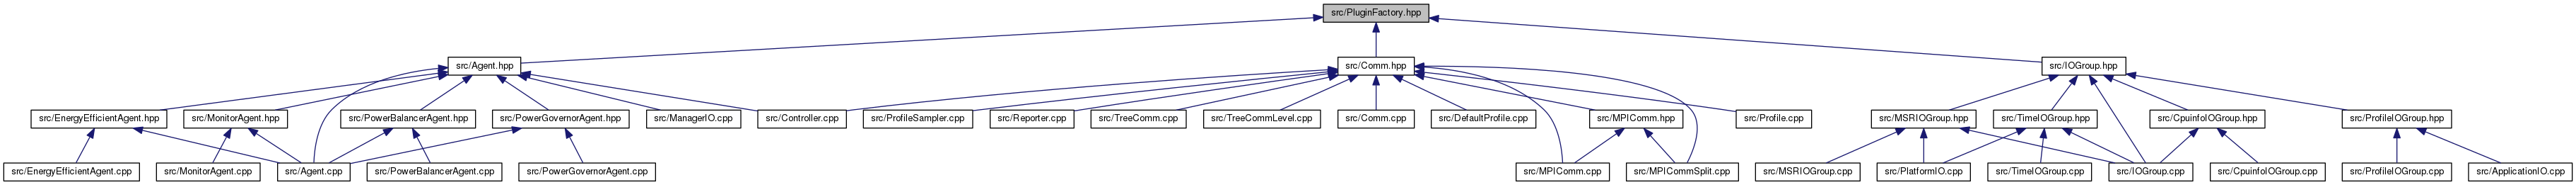 src/PluginFactory.hpp
src/Agent.hpp
src/Comm.hpp
src/IOGroup.hpp
src/EnergyEfficientAgent.hpp
src/MonitorAgent.hpp
src/PowerBalancerAgent.hpp
src/PowerGovernorAgent.hpp
src/ManagerIO.cpp
src/Controller.cpp
src/ProfileSampler.cpp
src/Reporter.cpp
src/TreeComm.cpp
src/TreeCommLevel.cpp
src/Comm.cpp
src/DefaultProfile.cpp
src/MPIComm.hpp
src/Profile.cpp
src/MSRIOGroup.hpp
src/TimeIOGroup.hpp
src/CpuinfoIOGroup.hpp
src/ProfileIOGroup.hpp
src/EnergyEfficientAgent.cpp
src/MonitorAgent.cpp
src/Agent.cpp
src/PowerBalancerAgent.cpp
src/PowerGovernorAgent.cpp
src/MPIComm.cpp
src/MPICommSplit.cpp
src/MSRIOGroup.cpp
src/PlatformIO.cpp
src/TimeIOGroup.cpp
src/IOGroup.cpp
src/CpuinfoIOGroup.cpp
src/ProfileIOGroup.cpp
src/ApplicationIO.cpp